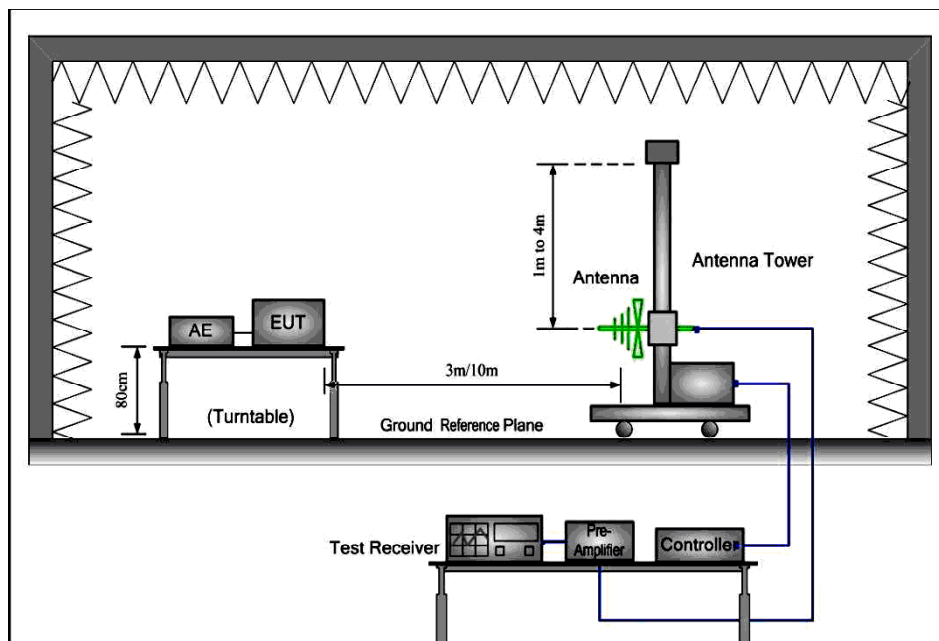 1m to 4m
Antenna Tower
Antenna
AE
EUT
3m/10m
80cm
(Turntable)
Ground Reference Plane
Test Receiver
Pre-
Amplifier
Controller